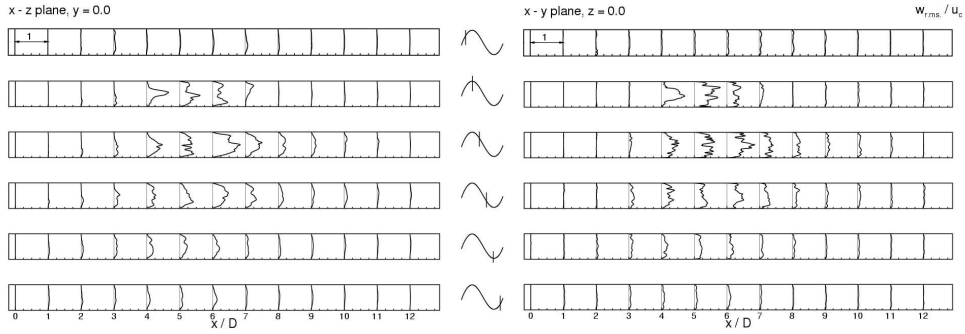 x - z plane, y = 0.0
x - y plane, z = 0.0
w r.m.s. / u c
1
1
0 1 2 3 4 5 6 7 8 9 10 11 12
x / D
0 1 2 3 4 5 6 7 8 9 10 11 12
x / D